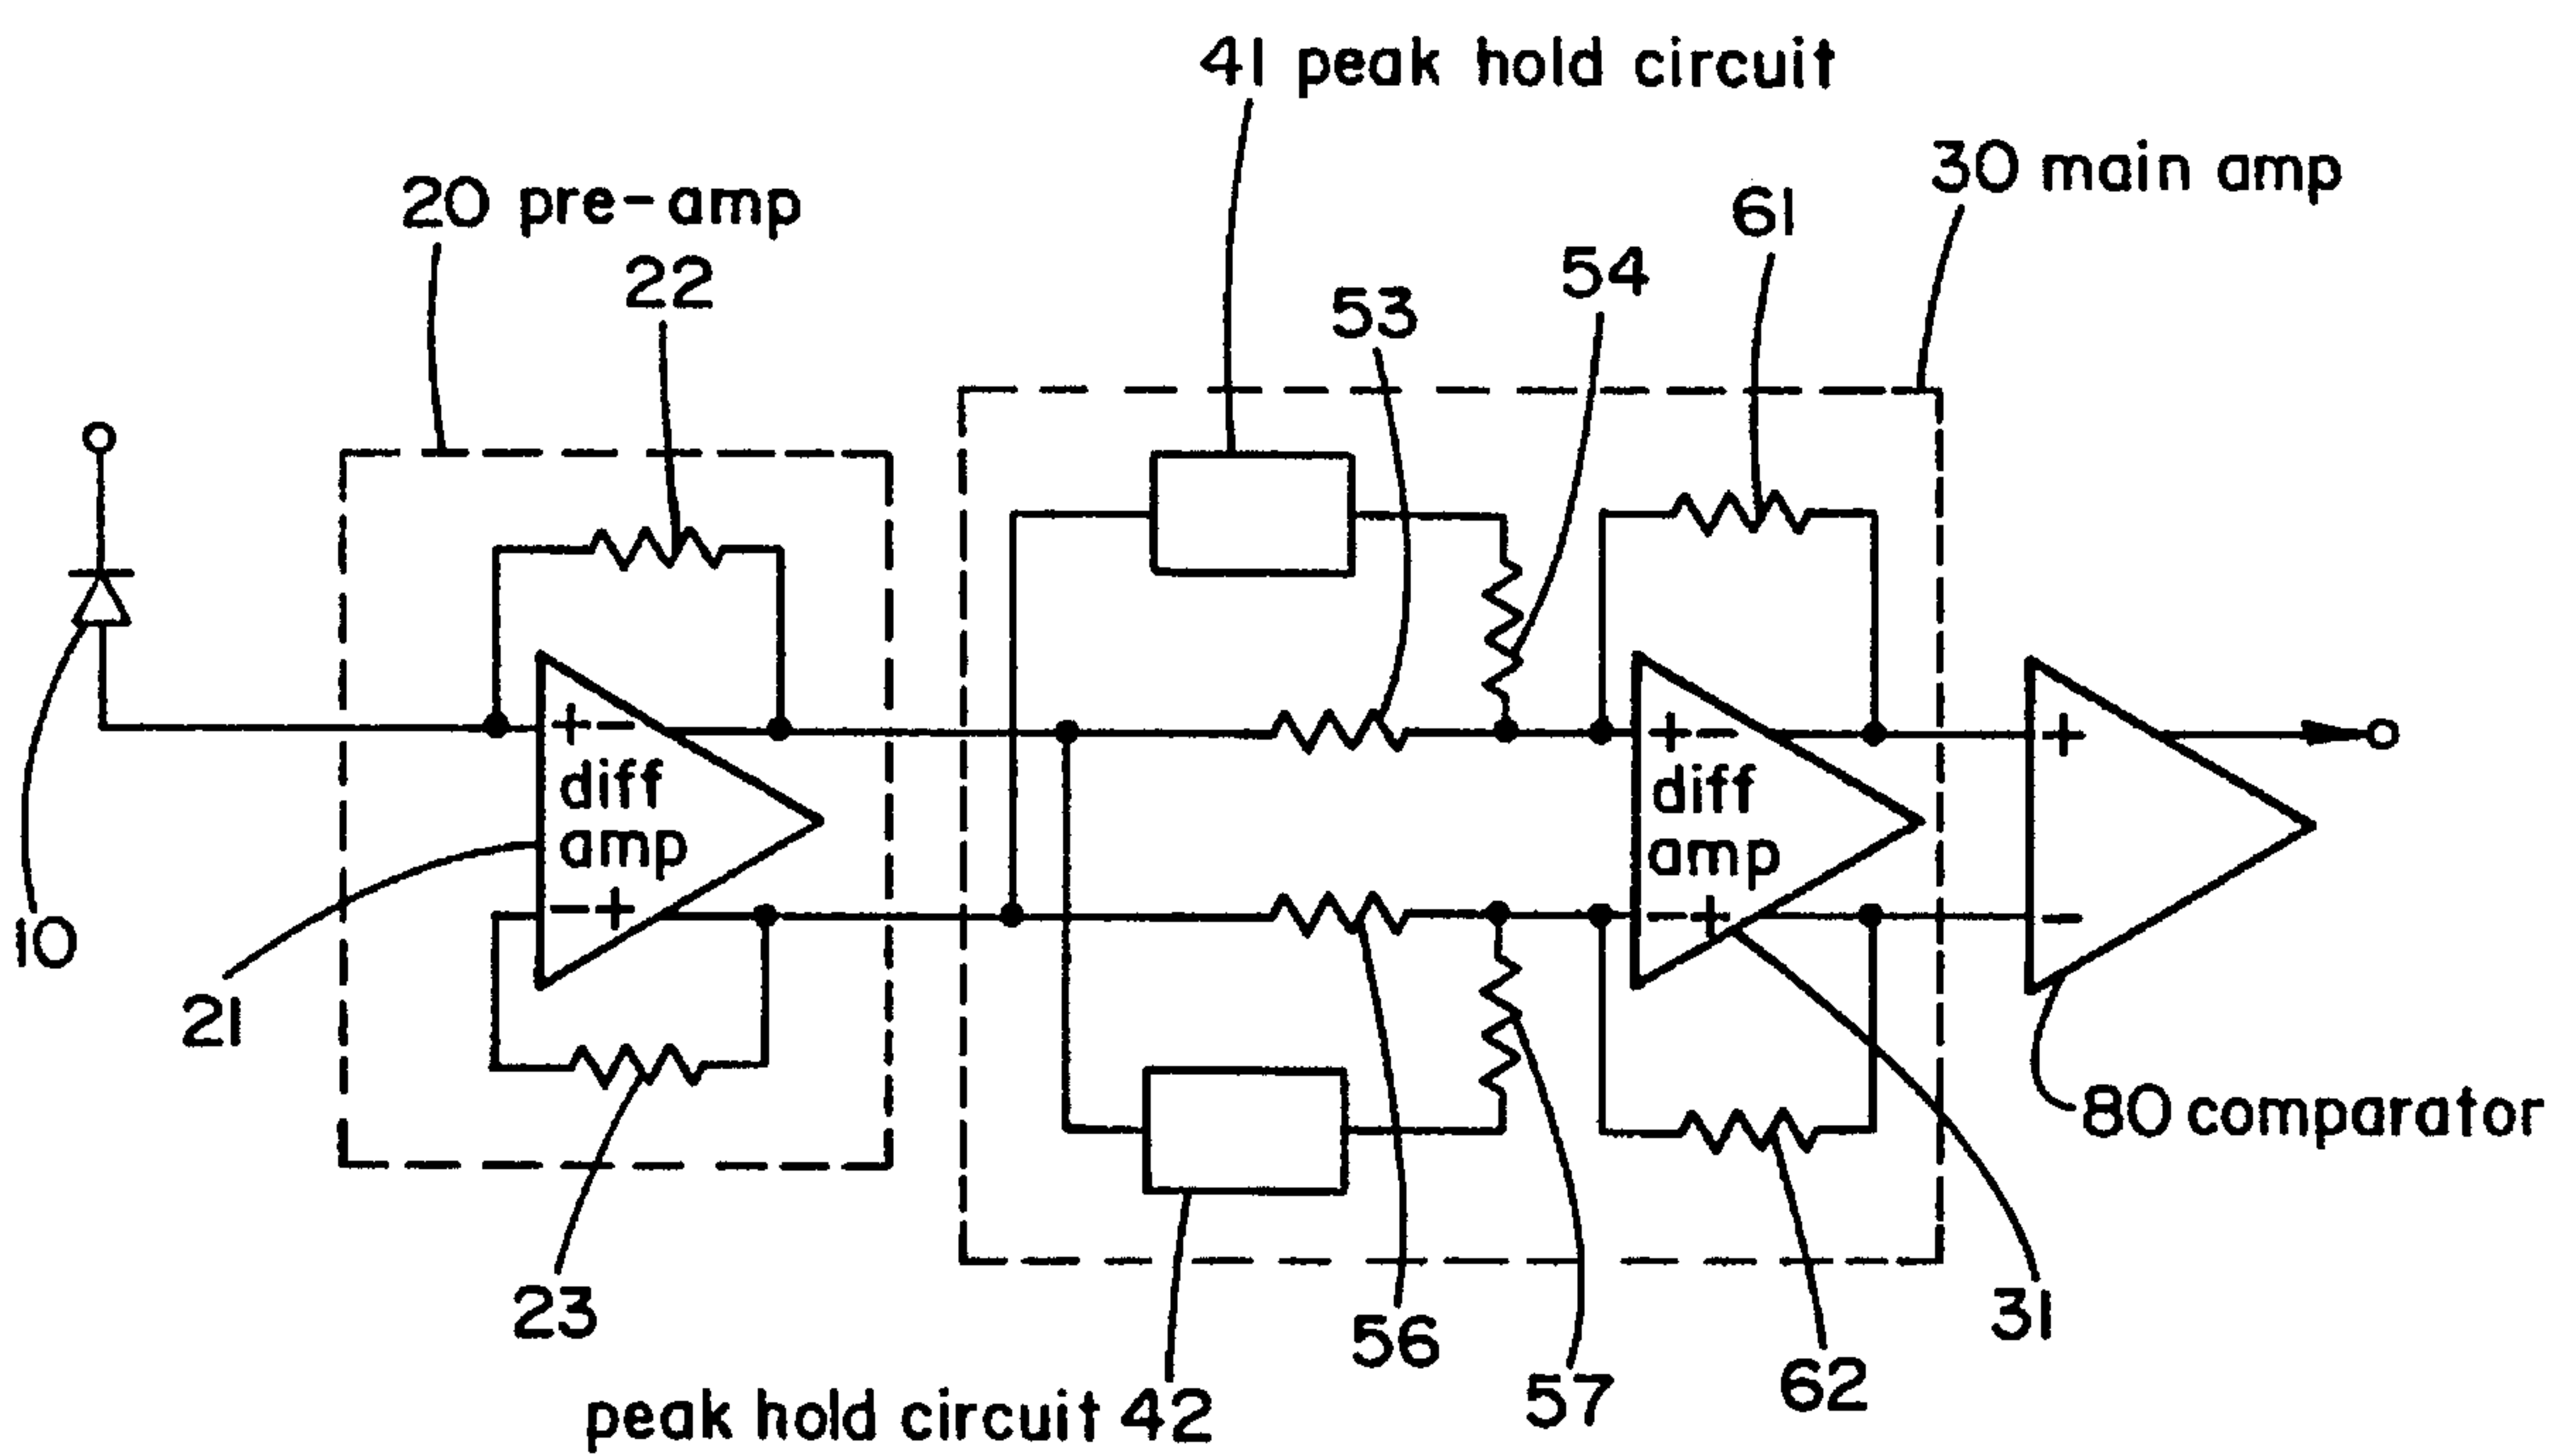 41 peak hold circuit
30 main amp
20 pre-amp
61
22
54
53
+-
diff
amp
-+
+-
diff
amp
-+
+
-
10
21
80 comparator
23
56
31
57
62
peak hold circuit 42